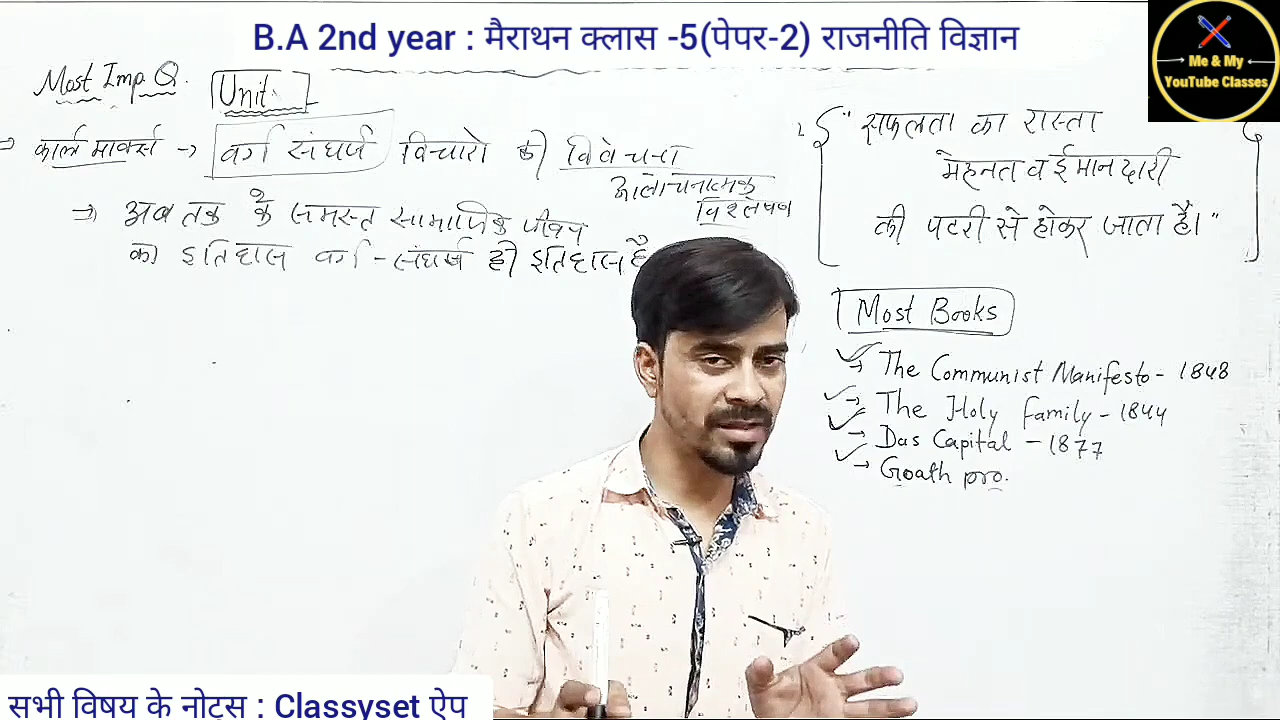 B.A 2nd year : मैराथन क्लास -5(पेपर-2) राजनीति विज्ञान
Me & My
YouTube Classes
Most Imp Q.
Unit
⇒ कार्ल मार्क्स → वर्ग संघर्ष विचारो की विवेचना
आलोचनात्मक
विश्लेषण
⇒ अब तक के समस्त सामाजिक जीवन
का इतिहास वर्ग - संघर्ष ही इतिहास है
"सफलता का रास्ता
मेहनत व ईमानदारी
की पटरी से होकर जाता है।"
Most Books
→ The Communist Manifesto - 1848
→ The Holy family - 1844
→ Das Capital - 1877
→ Goath pro.
सभी विषय के नोट्स : Classyset ऐप